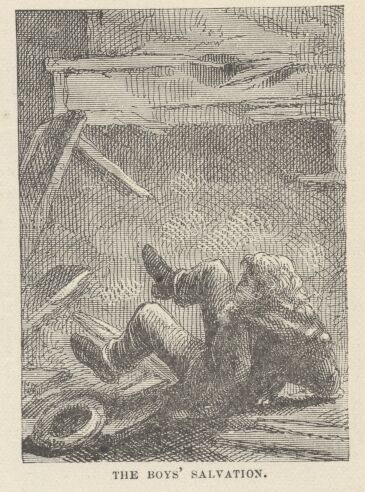 THE BOYS' SALVATION.